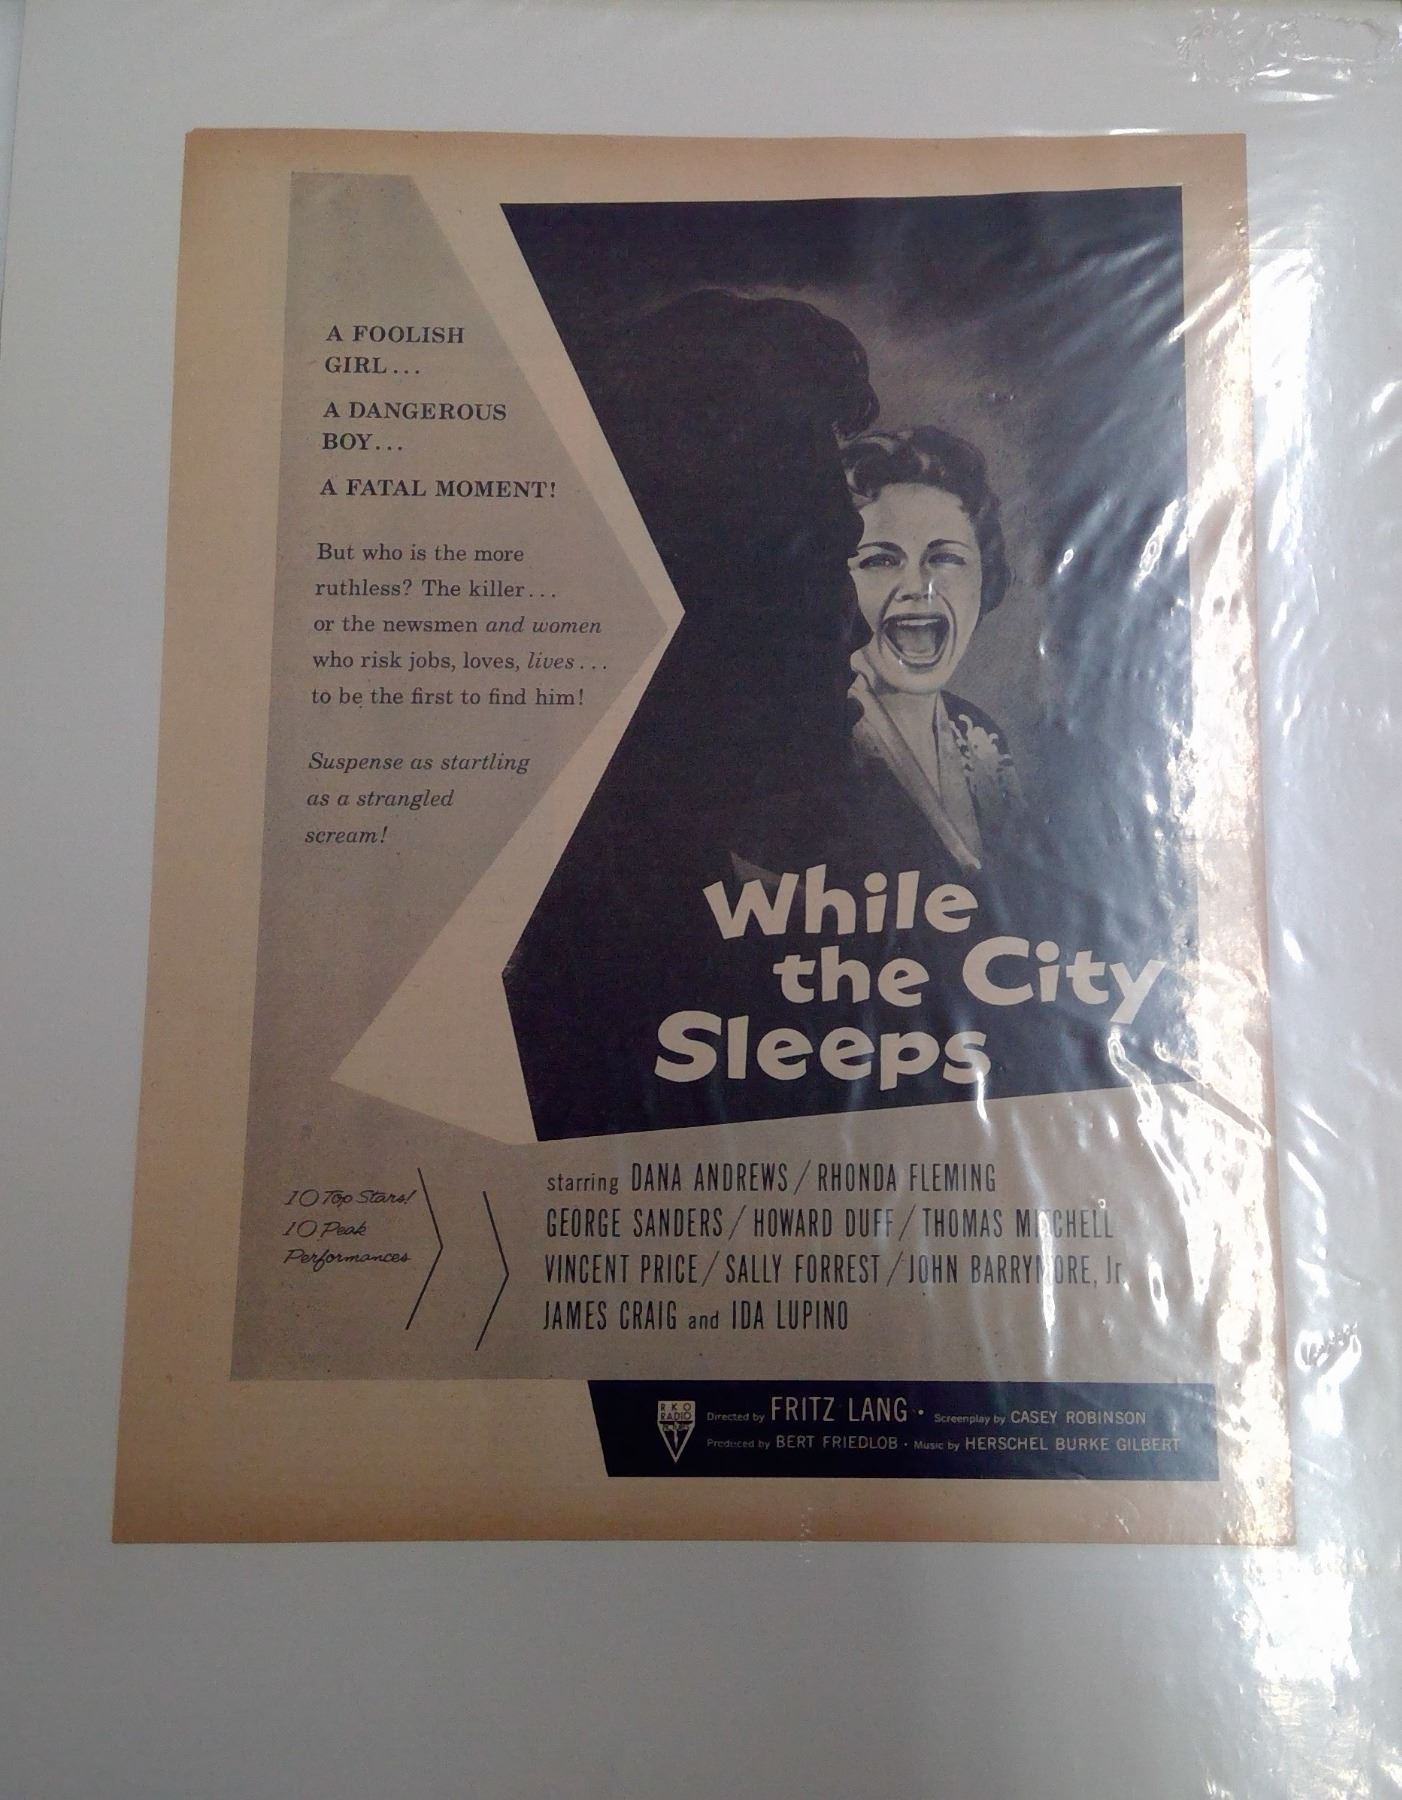 A FOOLISH
GIRL...
A DANGEROUS
BOY...
A FATAL MOMENT!
But who is the more
ruthless? The killer...
or the newsmen and women
who risk jobs, loves, lives...
to be the first to find him!
Suspense as startling
as a strangled
scream!
While
the City
Sleeps
10 Top Stars!
10 Peak
Performances
starring DANA ANDREWS / RHONDA FLEMING
GEORGE SANDERS / HOWARD DUFF / THOMAS MITCHELL
VINCENT PRICE / SALLY FORREST / JOHN BARRYMORE, Jr.
JAMES CRAIG and IDA LUPINO
RKO
RADIO
Directed by FRITZ LANG · Screenplay by CASEY ROBINSON
Produced by BERT FRIEDLOB · Music by HERSCHEL BURKE GILBERT
9